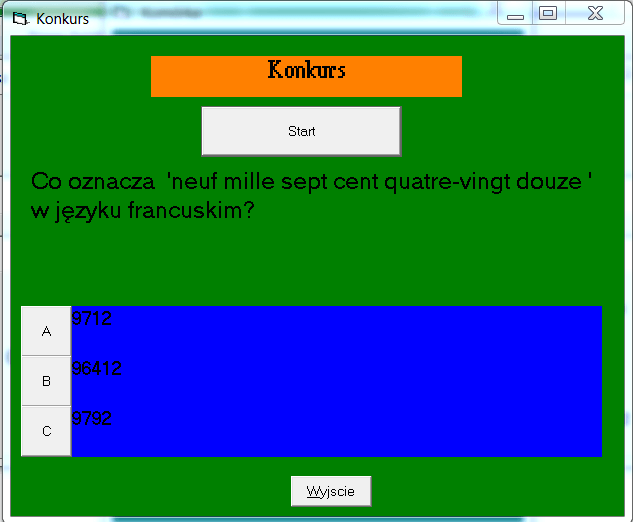 Konkurs
Konkurs
Start
Co oznacza 'neuf mille sept cent quatre-vingt douze '
w języku francuskim?
A 9712
B 96412
C 9792
Wyjscie